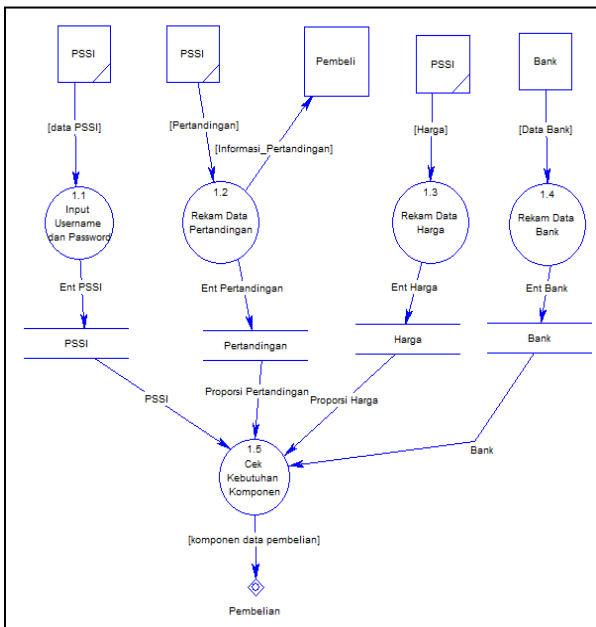 PSSI
PSSI
Pembeli
PSSI
Bank
[data PSSI]
[Pertandingan]
[Informasi_Pertandingan]
[Harga]
[Data Bank]
1.1
Input
Username
dan Password
1.2
Rekam Data
Pertandingan
1.3
Rekam Data
Harga
1.4
Rekam Data
Bank
Ent PSSI
Ent Pertandingan
Ent Harga
Ent Bank
PSSI
Pertandingan
Harga
Bank
PSSI
Proporsi Pertandingan
Proporsi Harga
Bank
1.5
Cek
Kebutuhan
Komponen
[komponen data pembelian]
Pembelian